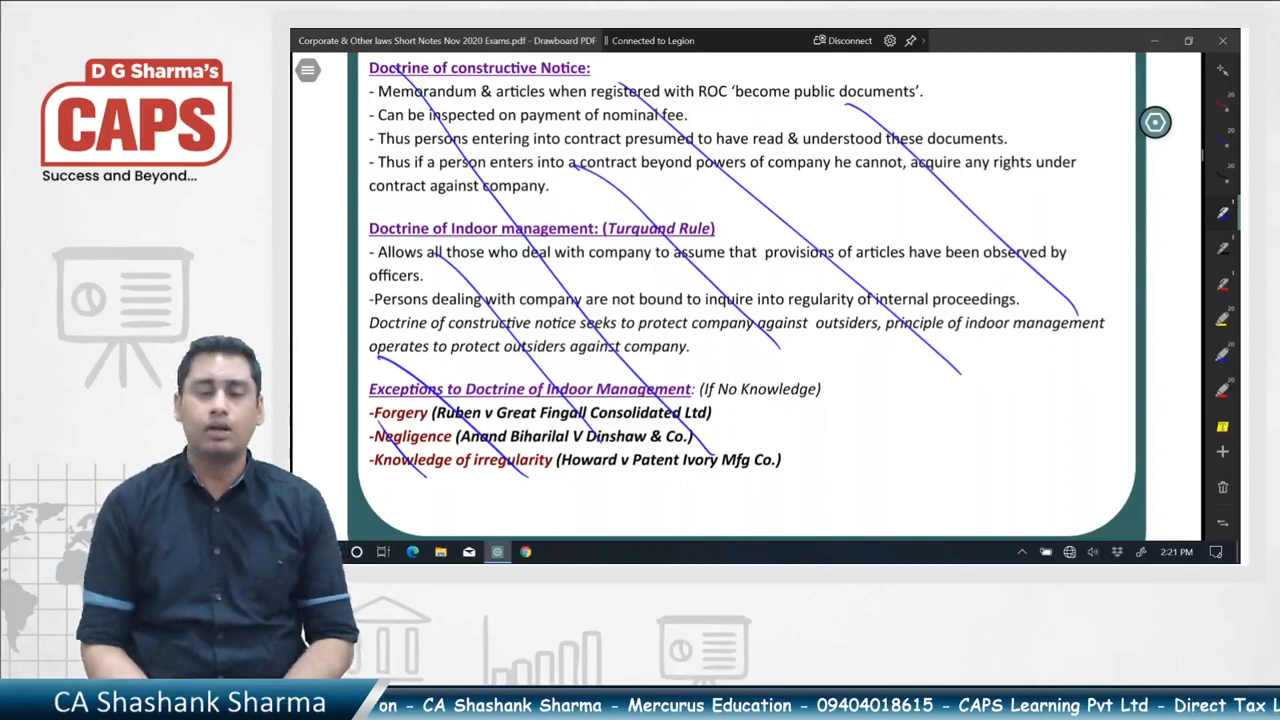 D G Sharma's
CAPS
Success and Beyond...
Corporate & Other laws Short Notes Nov 2020 Exams.pdf - Drawboard PDF
Connected to Legion
Disconnect
Doctrine of constructive Notice:
- Memorandum & articles when registered with ROC ‘become public documents’.
- Can be inspected on payment of nominal fee.
- Thus persons entering into contract presumed to have read & understood these documents.
- Thus if a person enters into a contract beyond powers of company he cannot, acquire any rights under
contract against company.
Doctrine of Indoor management: (Turquand Rule)
- Allows all those who deal with company to assume that provisions of articles have been observed by
officers.
-Persons dealing with company are not bound to inquire into regularity of internal proceedings.
Doctrine of constructive notice seeks to protect company against outsiders, principle of indoor management
operates to protect outsiders against company.
Exceptions to Doctrine of Indoor Management: (If No Knowledge)
-Forgery (Ruben v Great Fingall Consolidated Ltd)
-Negligence (Anand Biharilal V Dinshaw & Co.)
-Knowledge of irregularity (Howard v Patent Ivory Mfg Co.)
20
20
20
1
1
1
20
20
20
2:21 PM
CA Shashank Sharma
on - CA Shashank Sharma - Mercurus Education - 09404018615 - CAPS Learning Pvt Ltd - Direct Tax L